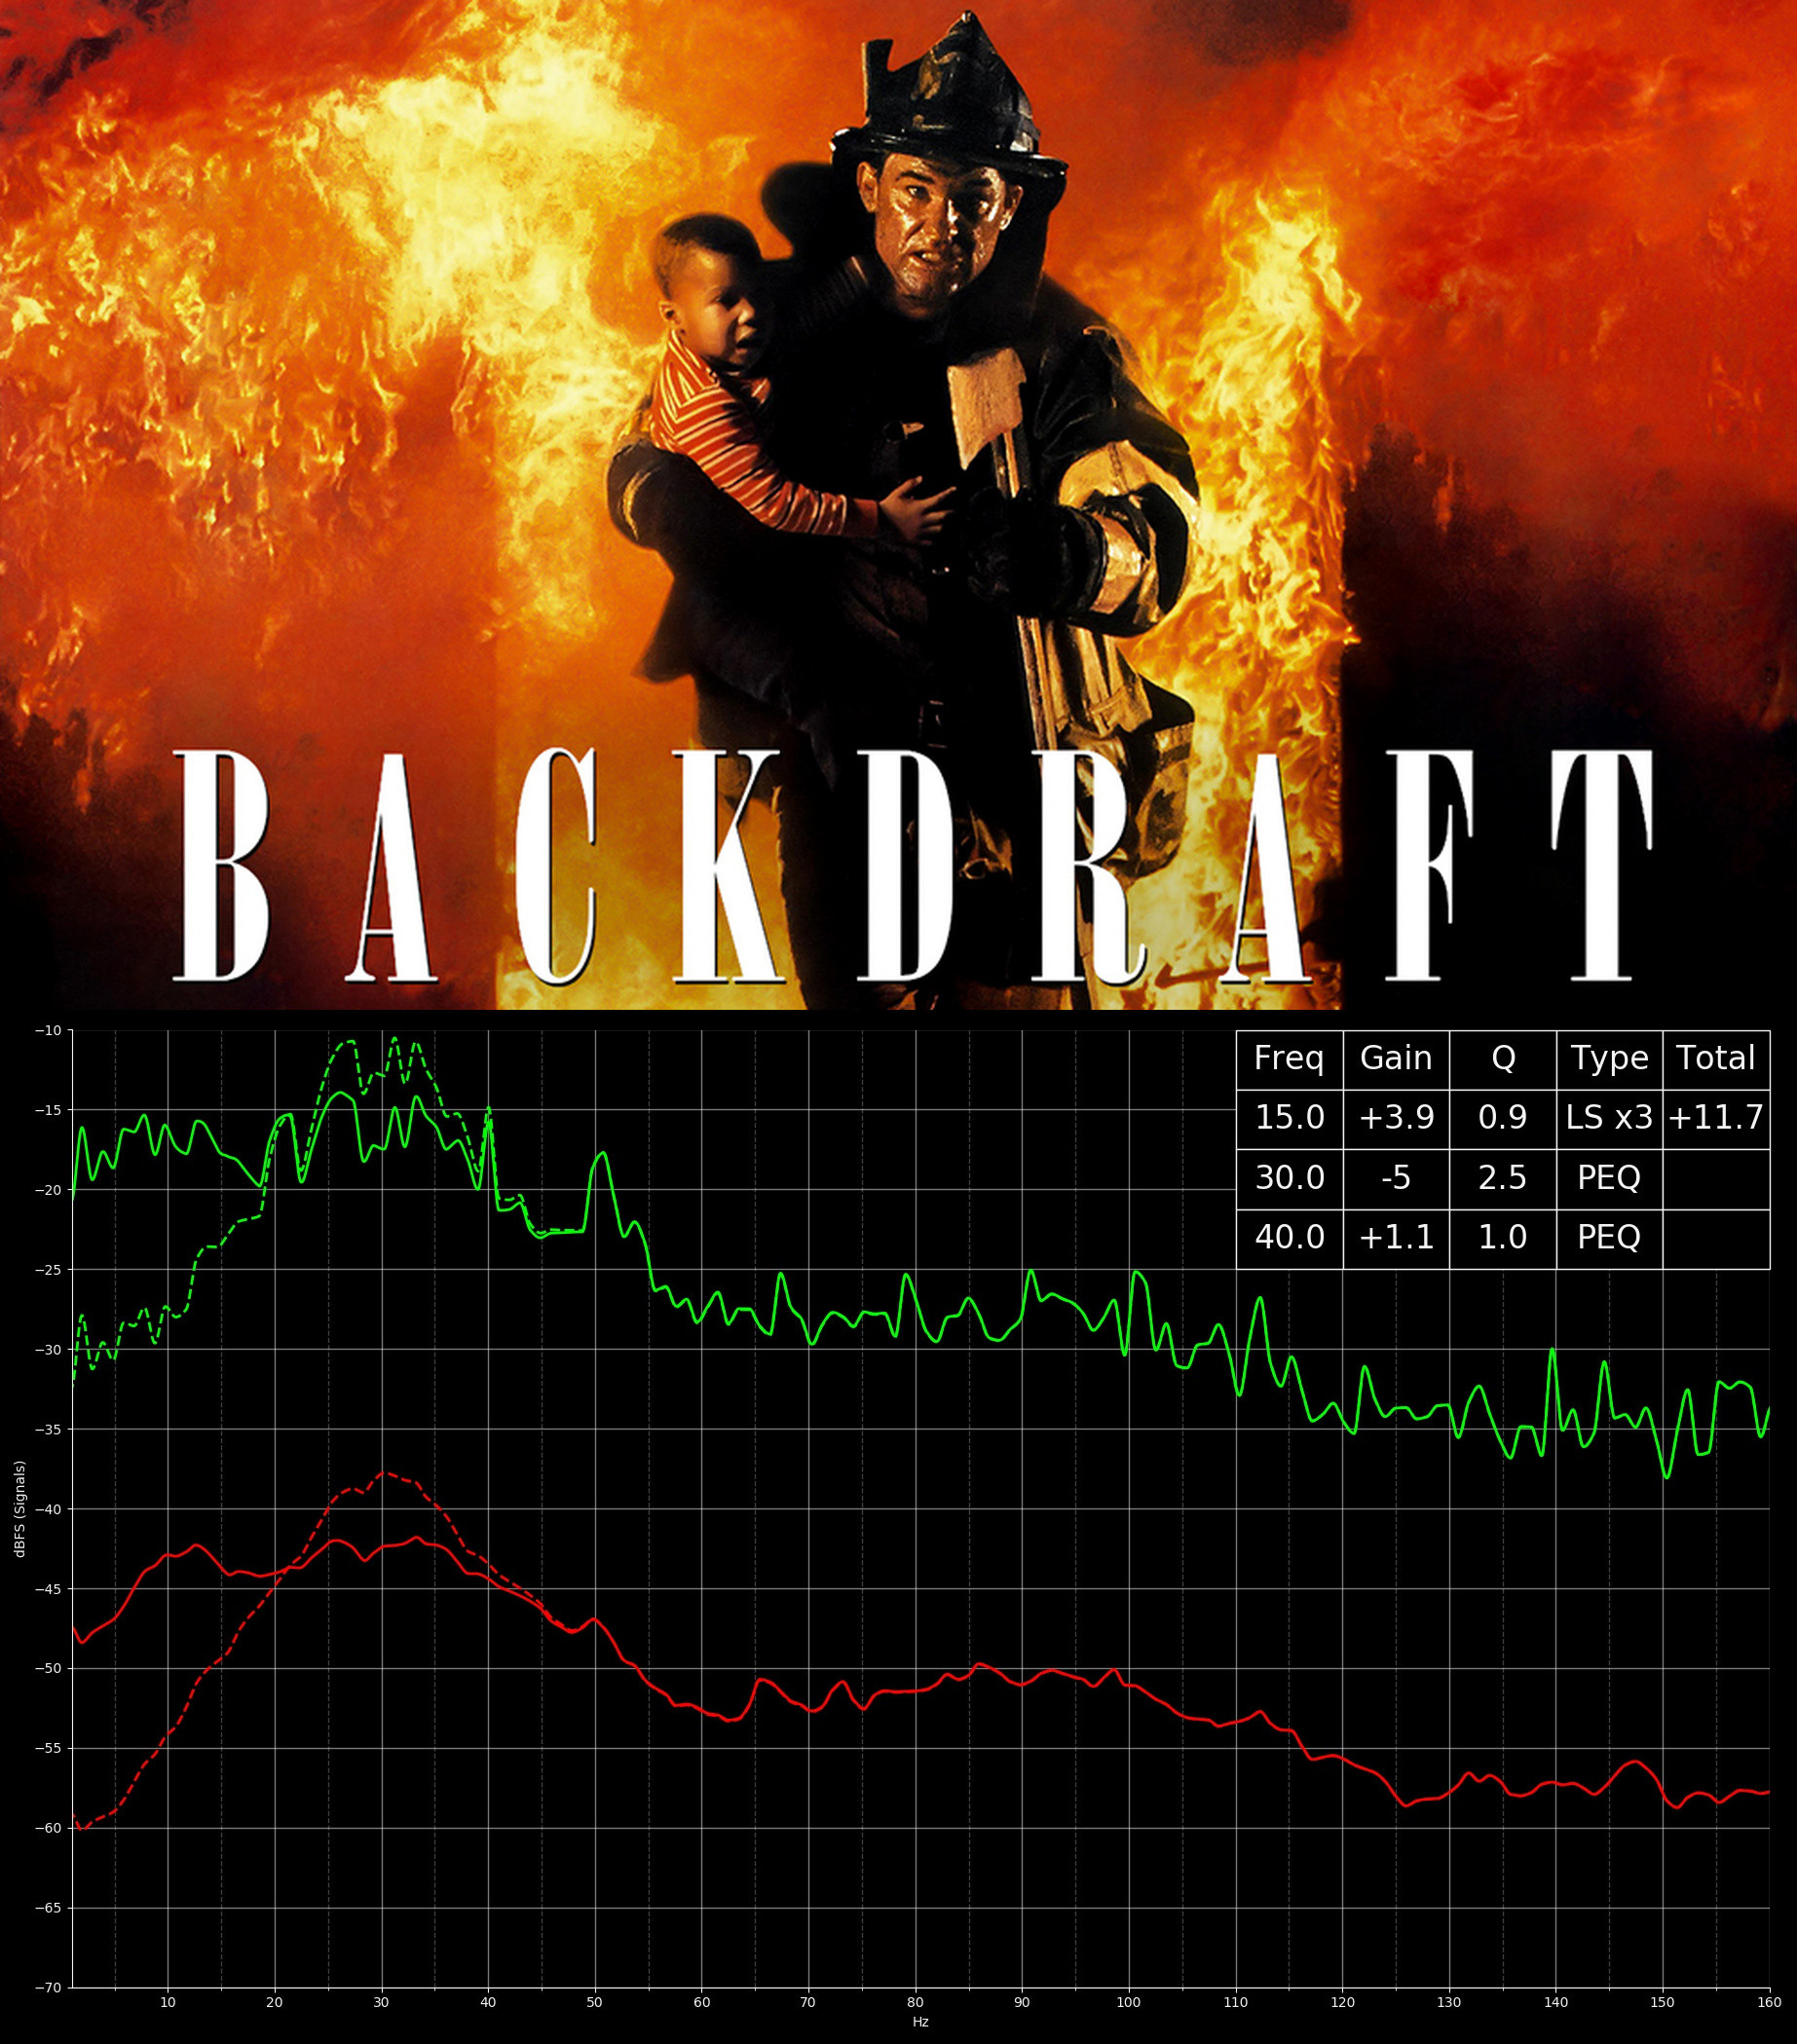 BACKDRAFT
Freq Gain Q Type Total
15.0 +3.9 0.9 LS x3 +11.7
30.0 -5 2.5 PEQ
40.0 +1.1 1.0 PEQ
−10
−15
−20
−25
−30
−35
−40
−45
−50
−55
−60
−65
−70
dBFS (Signals)
10 20 30 40 50 60 70 80 90 100 110 120 130 140 150 160
Hz